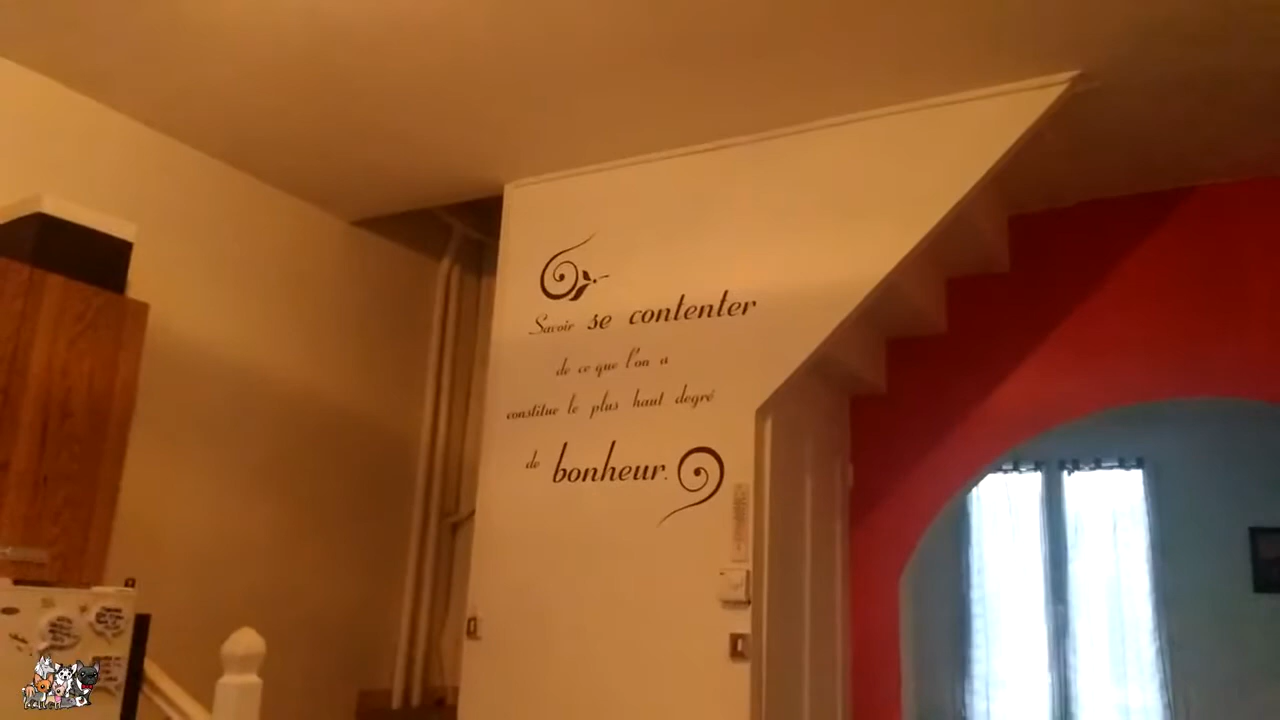 Savoir se contenter
de ce que l'on a
constitue le plus haut degré
de bonheur.